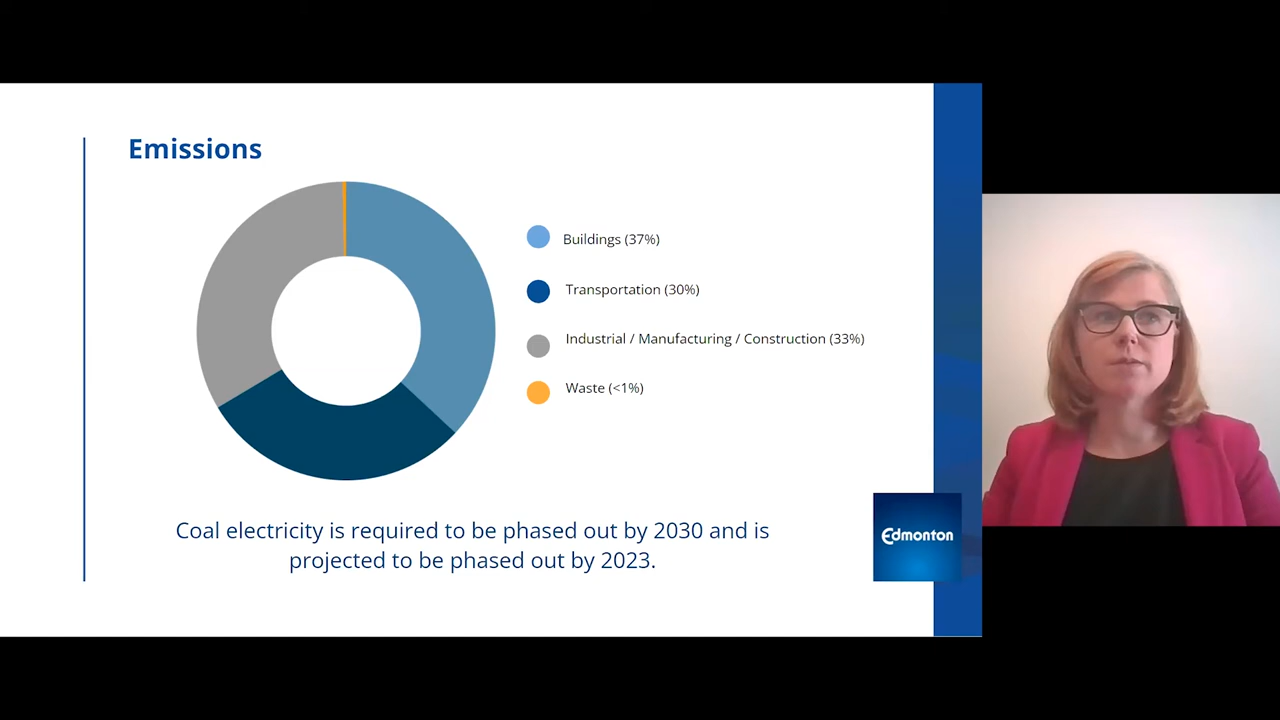 Emissions
Buildings (37%)
Transportation (30%)
Industrial / Manufacturing / Construction (33%)
Waste (<1%)
Coal electricity is required to be phased out by 2030 and is
projected to be phased out by 2023.
Edmonton